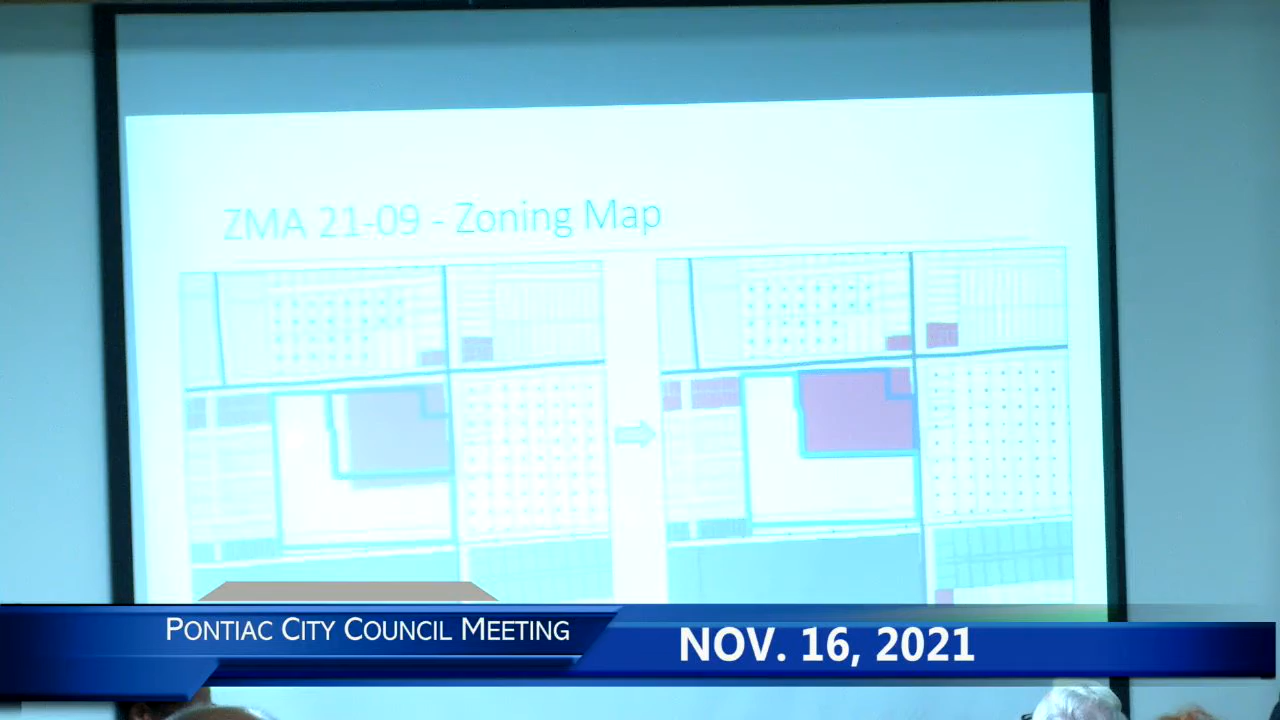 ZMA 21-09 - Zoning Map
PONTIAC CITY COUNCIL MEETING
NOV. 16, 2021